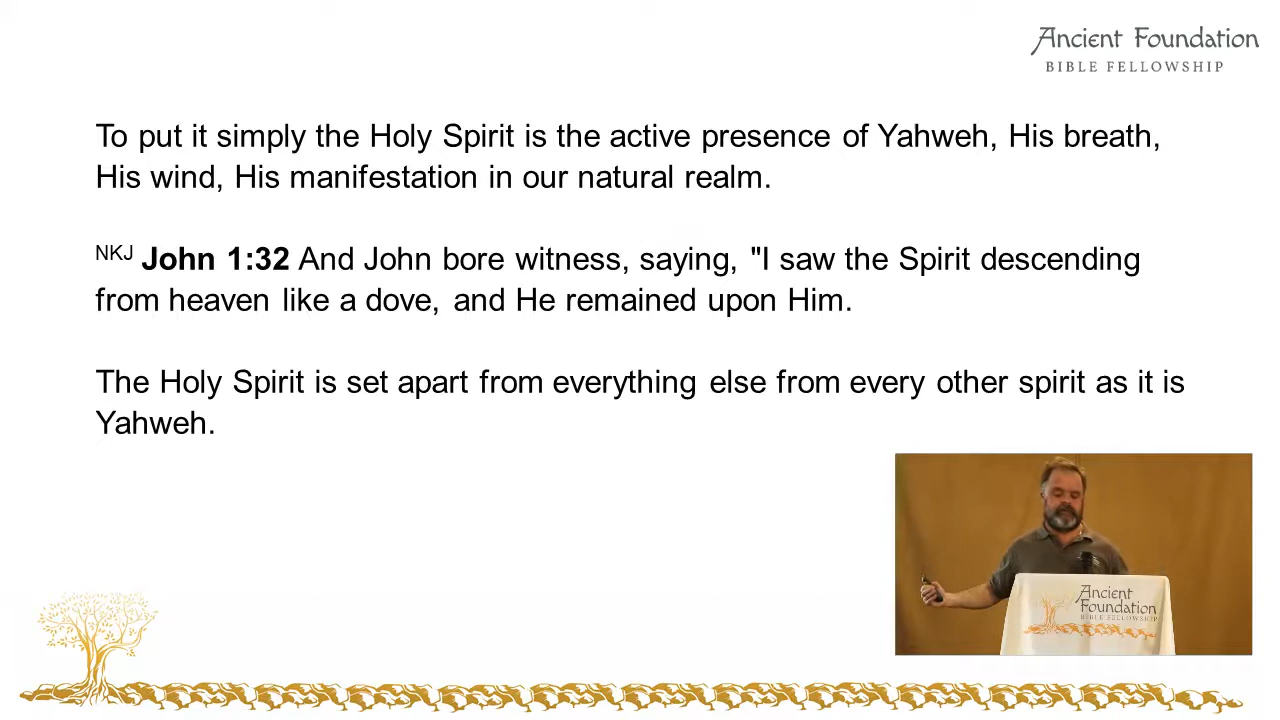 Ancient Foundation
BIBLE FELLOWSHIP
To put it simply the Holy Spirit is the active presence of Yahweh, His breath,
His wind, His manifestation in our natural realm.
NKJ John 1:32 And John bore witness, saying, "I saw the Spirit descending
from heaven like a dove, and He remained upon Him.
The Holy Spirit is set apart from everything else from every other spirit as it is
Yahweh.
Ancient
Foundation
BIBLE FELLOWSHIP